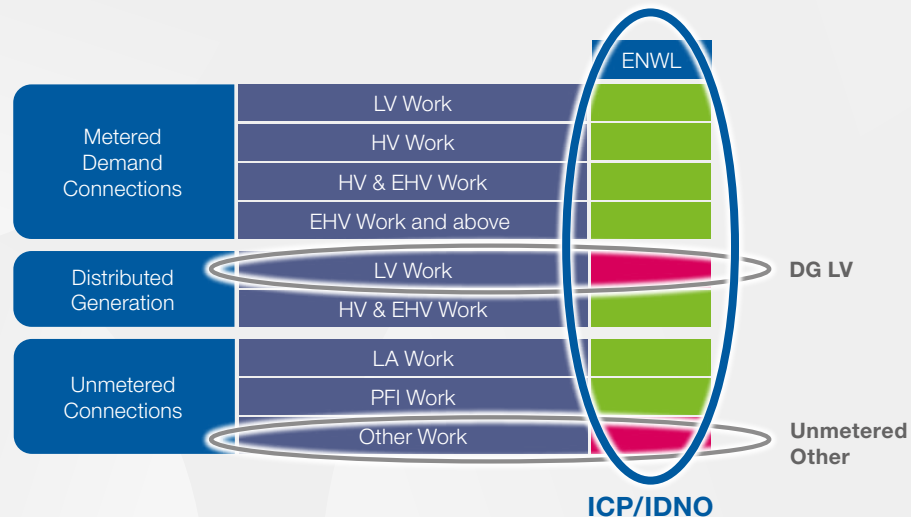 ENWL
Metered
Demand
Connections
LV Work
HV Work
HV & EHV Work
EHV Work and above
Distributed
Generation
LV Work
HV & EHV Work
DG LV
Unmetered
Connections
LA Work
PFI Work
Other Work
Unmetered
Other
ICP/IDNO